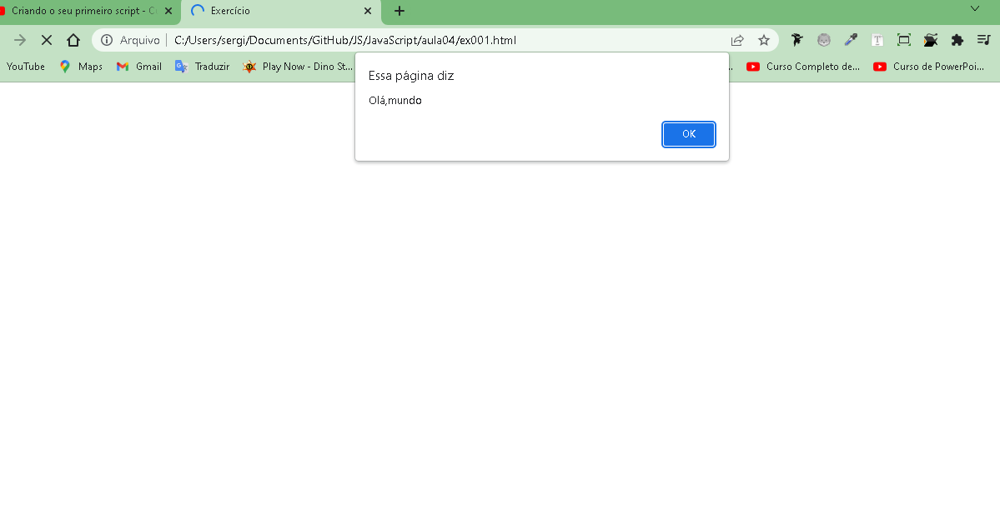 Criando o seu primeiro script - C
Exercício
Arquivo
C:/Users/sergi/Documents/GitHub/JS/JavaScript/aula04/ex001.html
YouTube
Maps
Gmail
Traduzir
Play Now - Dino St...
Curso Completo de...
Curso de PowerPoi...
Essa página diz
Olá,mundo
OK